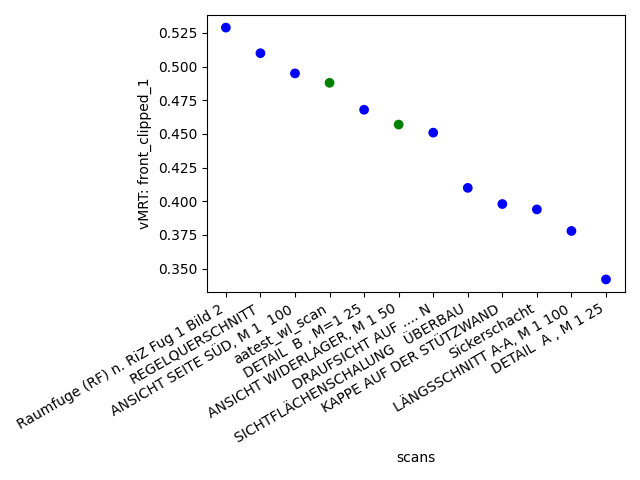 0.525
0.500
0.475
0.450
0.425
0.400
0.375
0.350
vMRT: front_clipped_1
Raumfuge (RF) n. RiZ Fug 1 Bild 2
REGELQUERSCHNITT
ANSICHT SEITE SÜD, M 1  100
aatest_wl_scan
DETAIL  B , M=1 25
ANSICHT WIDERLAGER, M 1 50
DRAUFSICHT AUF .... N
SICHTFLÄCHENSCHALUNG   ÜBERBAU
KAPPE AUF DER STÜTZWAND
Sickerschacht
LÄNGSSCHNITT A-A, M 1 100
DETAIL  A , M 1 25
scans